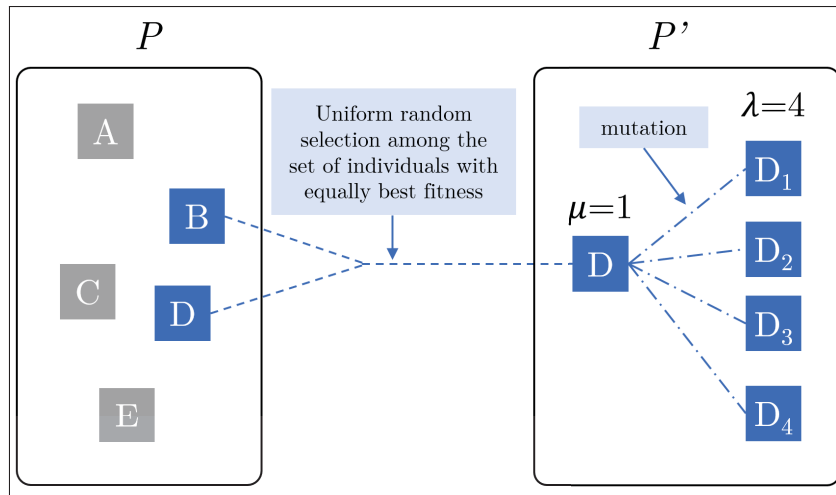 P
P’
A
B
C
D
E
Uniform random
selection among the
set of individuals with
equally best fitness
μ=1
D
mutation
λ=4
D₁
D₂
D₃
D₄